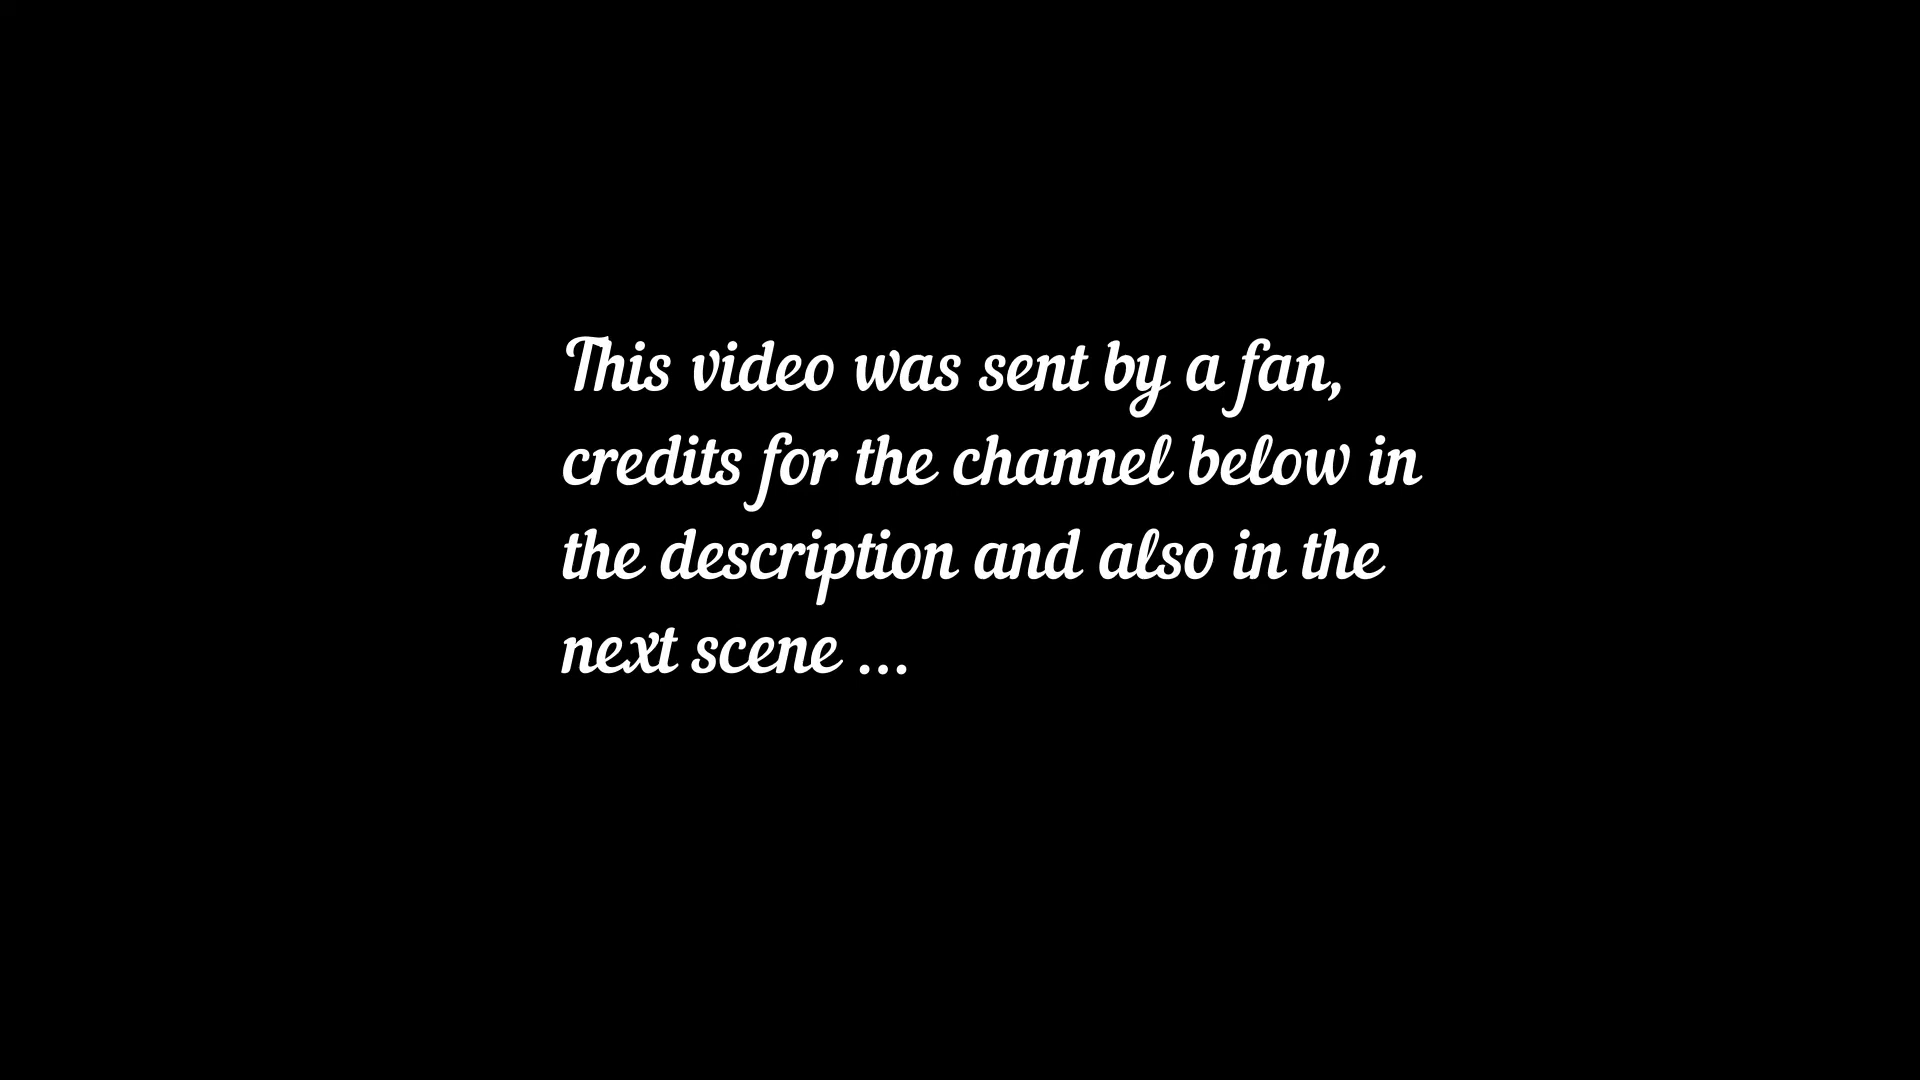 This video was sent by a fan,
credits for the channel below in
the description and also in the
next scene ...